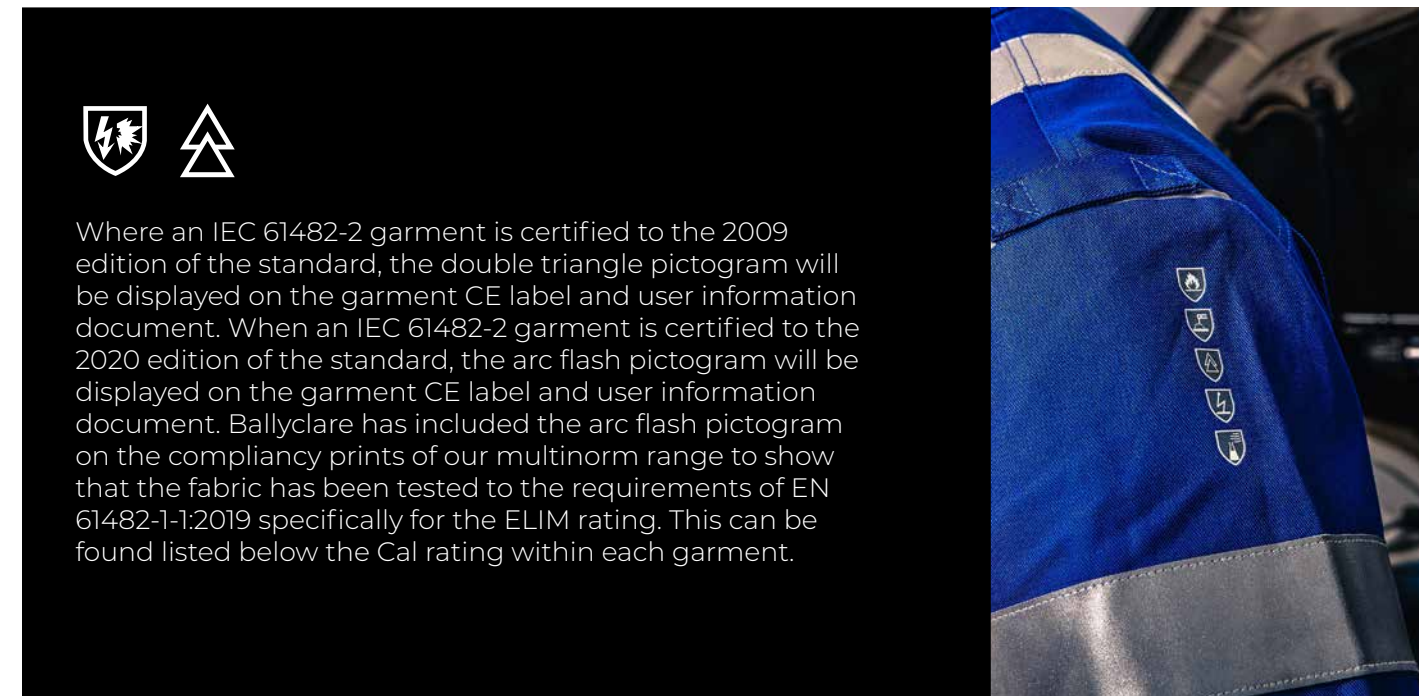 Where an IEC 61482-2 garment is certified to the 2009
edition of the standard, the double triangle pictogram will
be displayed on the garment CE label and user information
document. When an IEC 61482-2 garment is certified to the
2020 edition of the standard, the arc flash pictogram will be
displayed on the garment CE label and user information
document. Ballyclare has included the arc flash pictogram
on the compliancy prints of our multinorm range to show
that the fabric has been tested to the requirements of EN
61482-1-1:2019 specifically for the ELIM rating. This can be
found listed below the Cal rating within each garment.